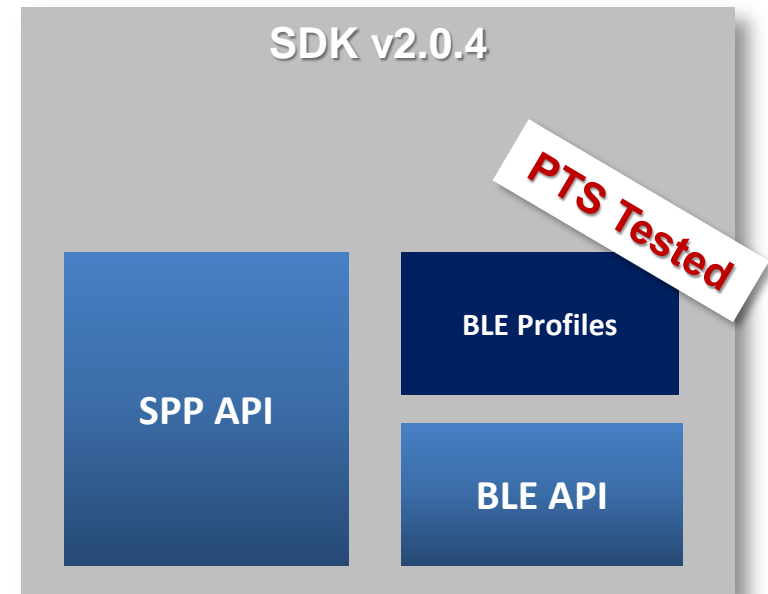 SDK v2.0.4
PTS Tested
BLE Profiles
SPP API
BLE API